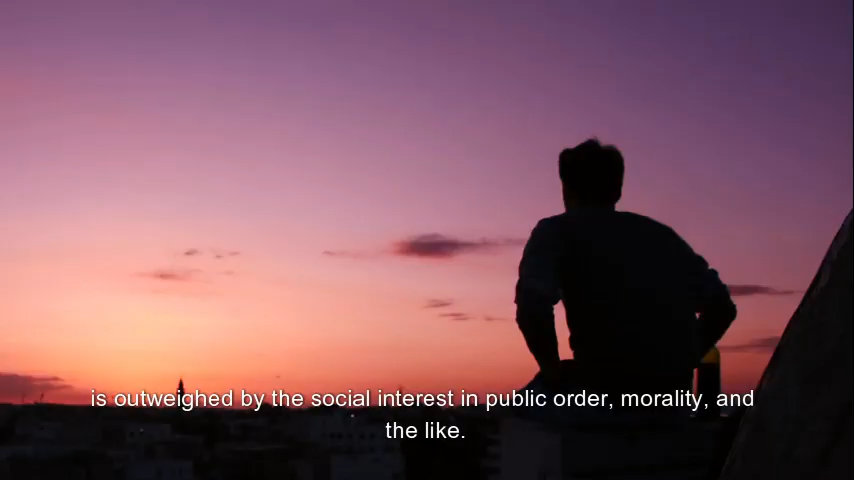 is outweighed by the social interest in public order, morality, and
the like.